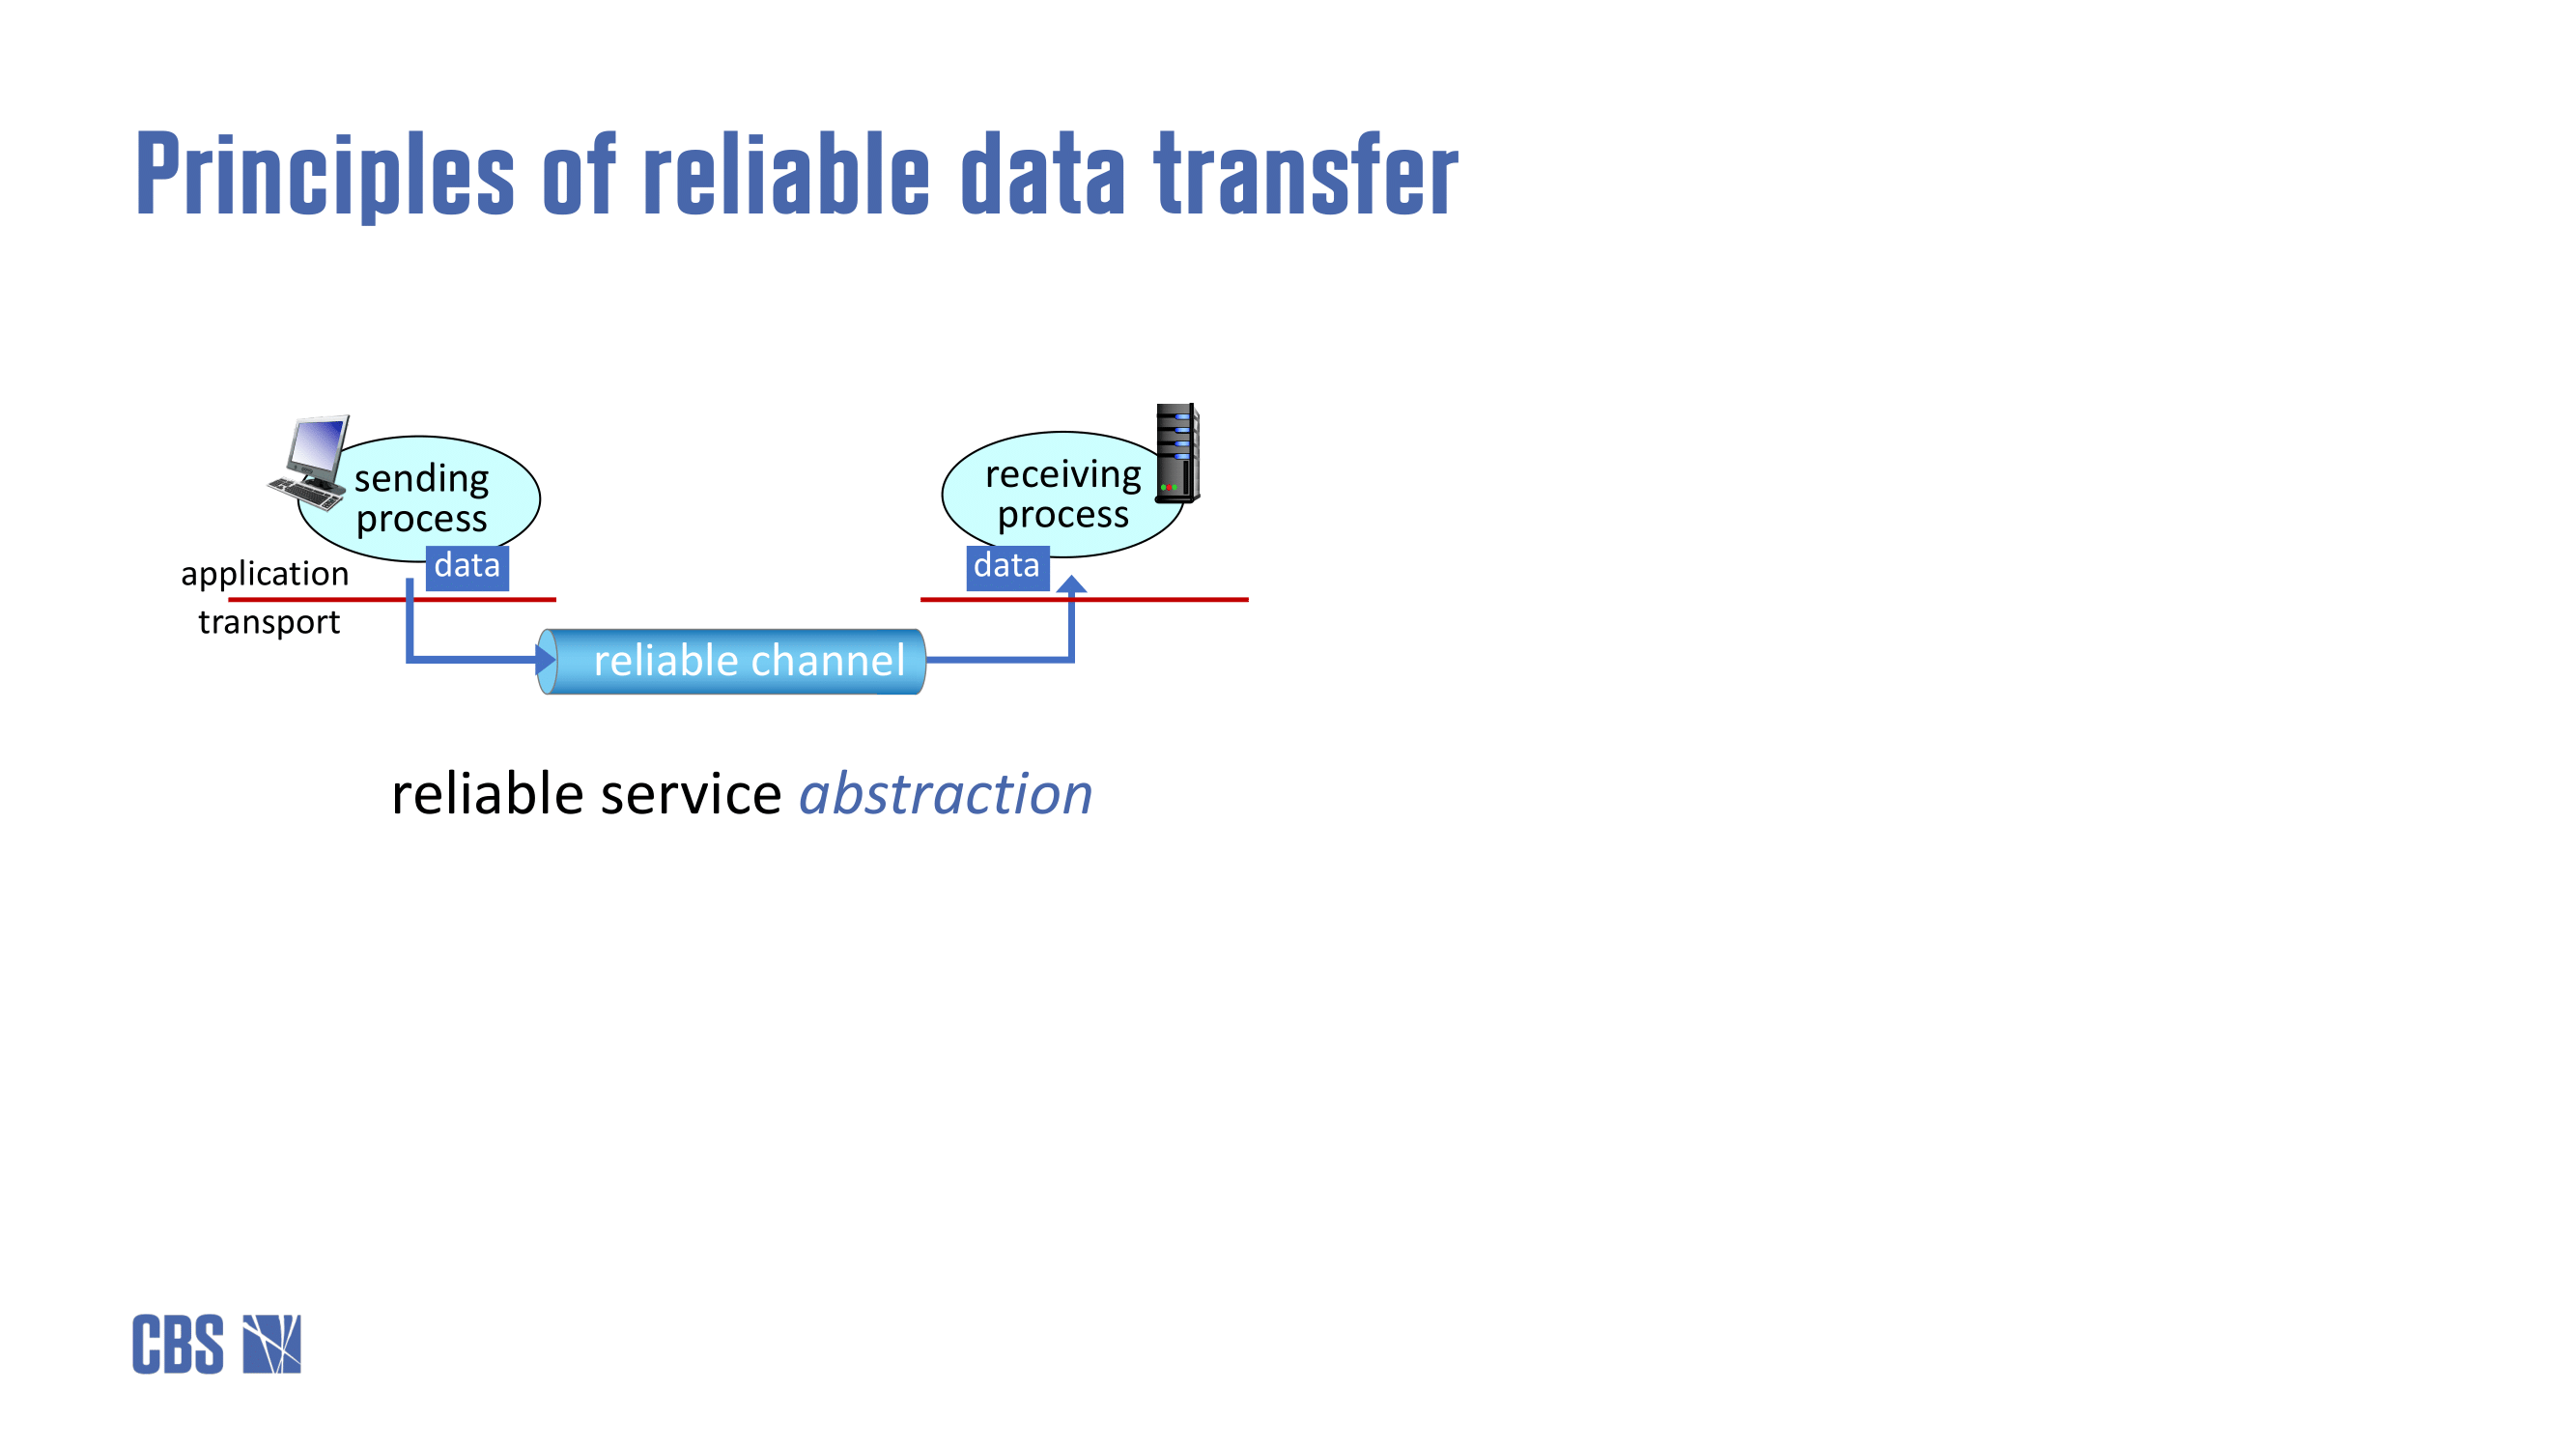 Principles of reliable data transfer
sending
process
receiving
process
application
data
data
transport
reliable channel
reliable service abstraction
CBS